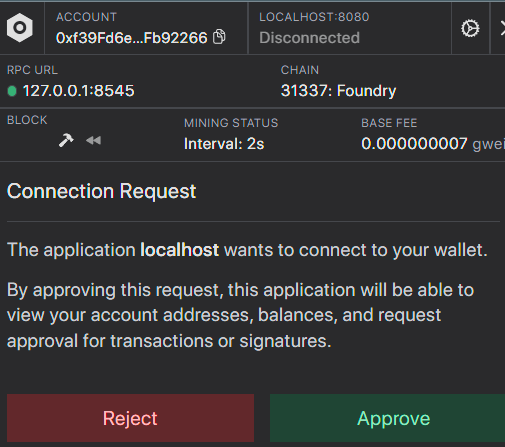 ACCOUNT
0xf39Fd6e...Fb92266
LOCALHOST:8080
Disconnected
RPC URL
127.0.0.1:8545
CHAIN
31337: Foundry
BLOCK
MINING STATUS
Interval: 2s
BASE FEE
0.000000007 gwei
Connection Request
The application localhost wants to connect to your wallet.
By approving this request, this application will be able to
view your account addresses, balances, and request
approval for transactions or signatures.
Reject
Approve